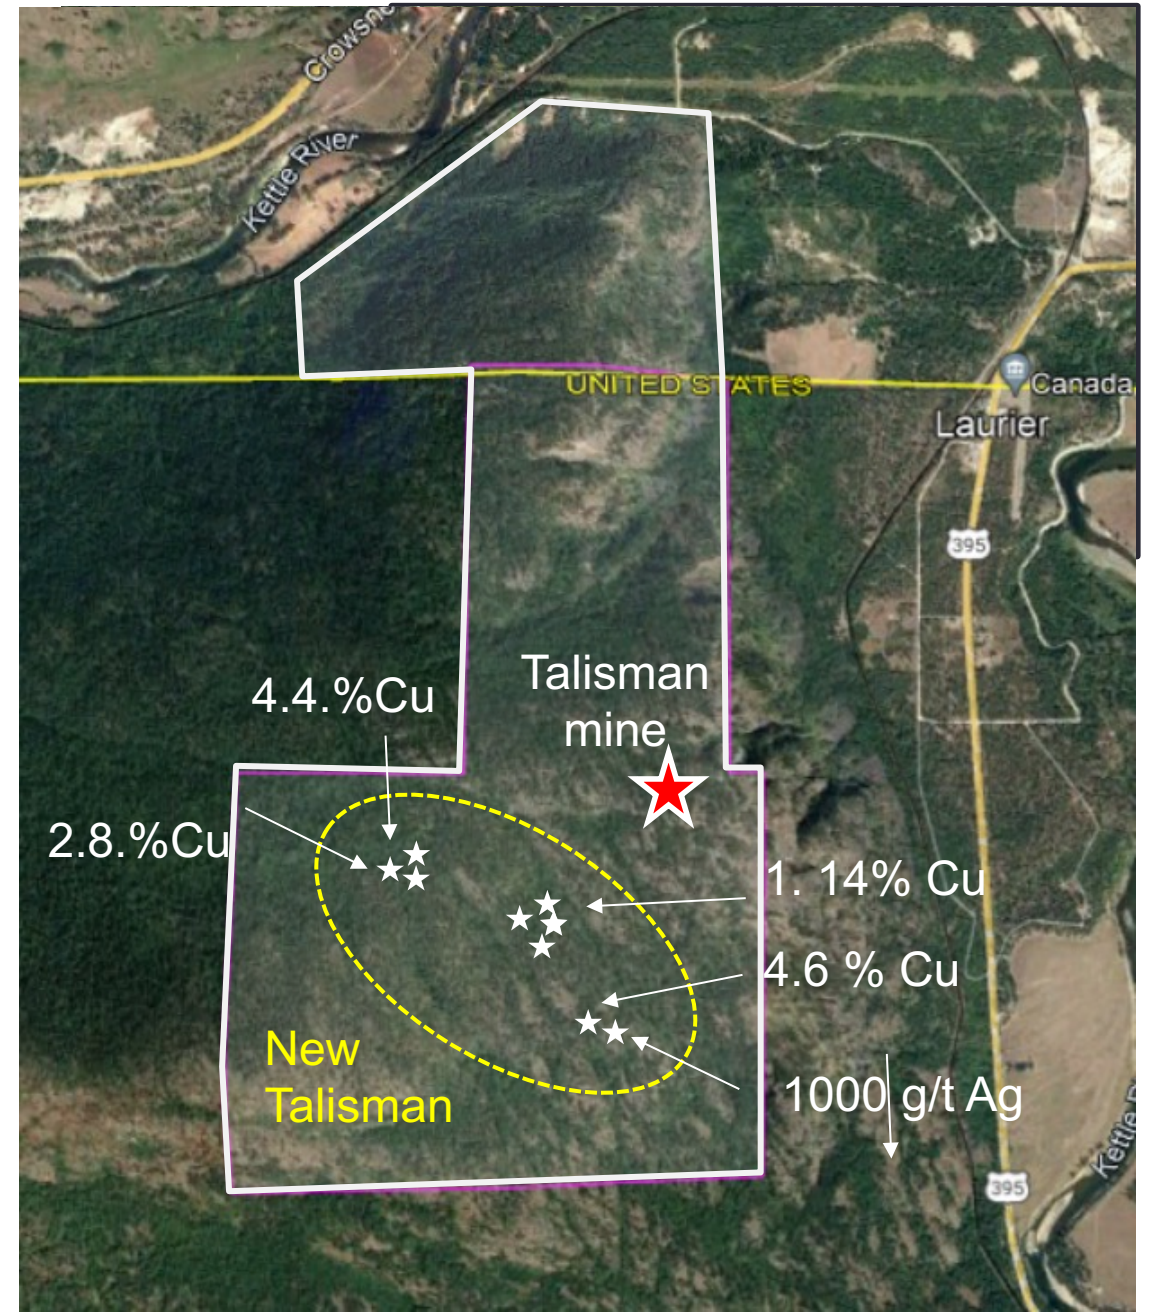 Crowsne
Kettle River
UNITED STATES
Canada
Laurier
395
Talisman
mine
4.4.%Cu
2.8.%Cu
1. 14% Cu
4.6 % Cu
New
Talisman
1000 g/t Ag
Kettle R
395